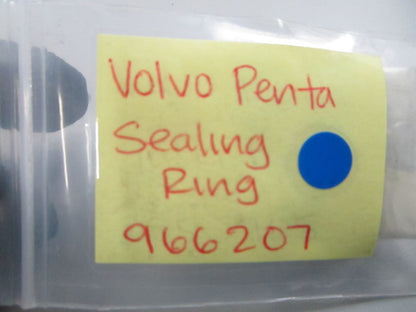 Volvo Penta
Sealing
Ring
966207